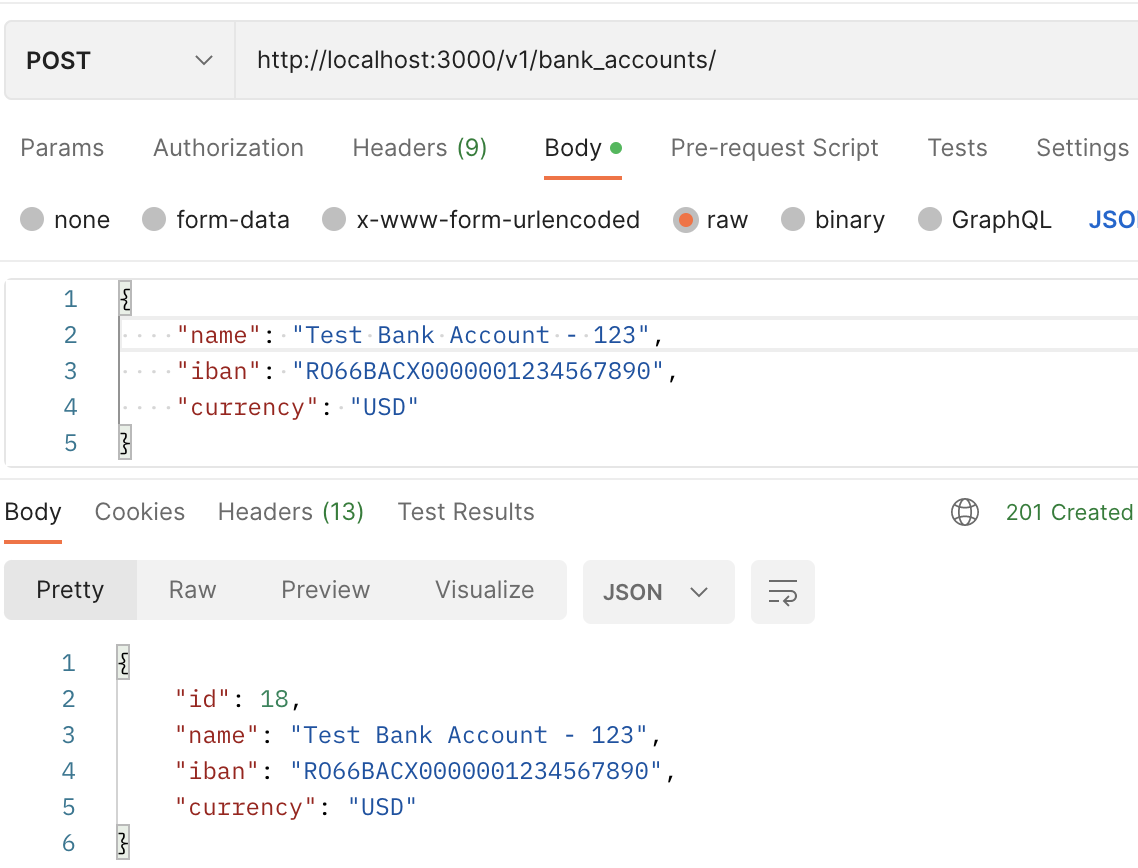 POST http://localhost:3000/v1/bank_accounts/
Params Authorization Headers (9) Body Pre-request Script Tests Settings
none form-data x-www-form-urlencoded raw binary GraphQL JSO
1 {
2 "name": "Test Bank Account - 123",
3 "iban": "RO66BACX0000001234567890",
4 "currency": "USD"
5 }
Body Cookies Headers (13) Test Results 201 Created
Pretty Raw Preview Visualize JSON
1 {
2 "id": 18,
3 "name": "Test Bank Account - 123",
4 "iban": "RO66BACX0000001234567890",
5 "currency": "USD"
6 }